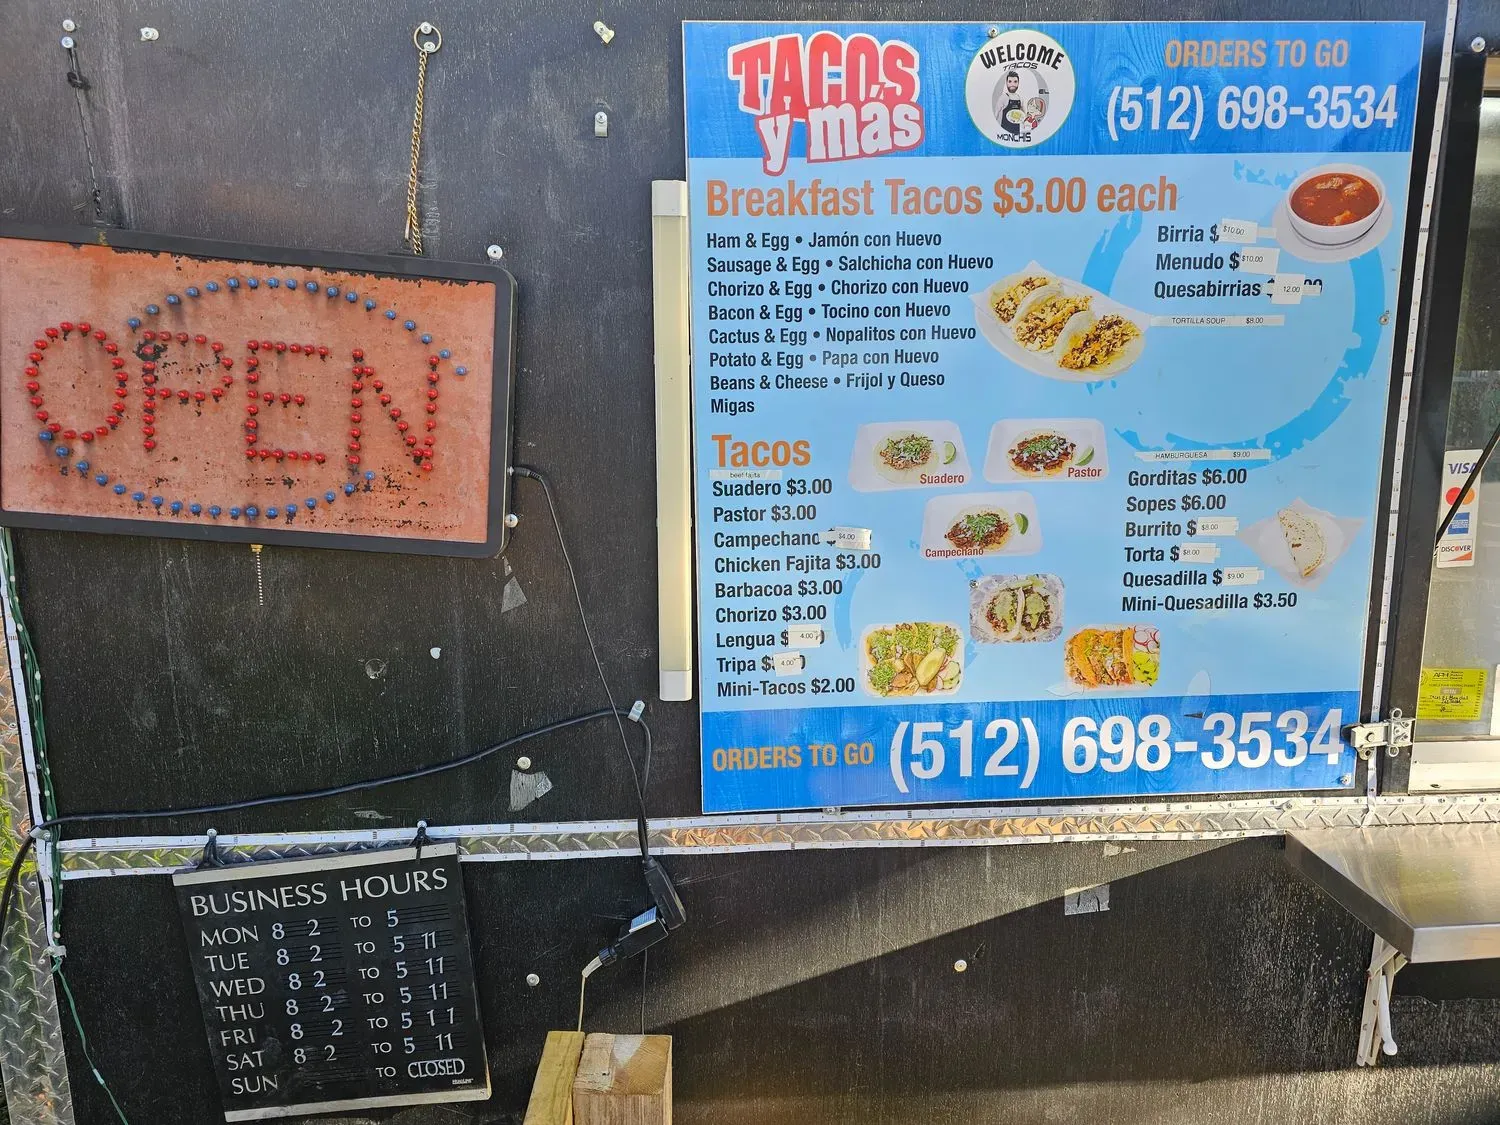 TACOS
y más
WELCOME
TACOS
EL
MONCHIS
ORDERS TO GO
(512) 698-3534
Breakfast Tacos $3.00 each
Ham & Egg • Jamón con Huevo
Sausage & Egg • Salchicha con Huevo
Chorizo & Egg • Chorizo con Huevo
Bacon & Egg • Tocino con Huevo
Cactus & Egg • Nopalitos con Huevo
Potato & Egg • Papa con Huevo
Beans & Cheese • Frijol y Queso
Migas
Birria $ $10.00
Menudo $ $10.00
Quesabirrias 12.00
TORTILLA SOUP $8.00
Tacos
beef fajita
Suadero $3.00
Pastor $3.00
Campechano $4.00
Chicken Fajita $3.00
Barbacoa $3.00
Chorizo $3.00
Lengua $ 4.00
Tripa $ 4.00
Mini-Tacos $2.00
Suadero
Pastor
Campechano
HAMBURGUESA $9.00
Gorditas $6.00
Sopes $6.00
Burrito $ $8.00
Torta $ $8.00
Quesadilla $ $9.00
Mini-Quesadilla $3.50
ORDERS TO GO (512) 698-3534
OPEN
BUSINESS HOURS
MON 8 2 TO 5
TUE 8 2 TO 5 11
WED 8 2 TO 5 11
THU 8 2 TO 5 11
FRI 8 2 TO 5 11
SAT 8 2 TO 5 11
SUN TO CLOSED
VISA
DISCOVER
APH